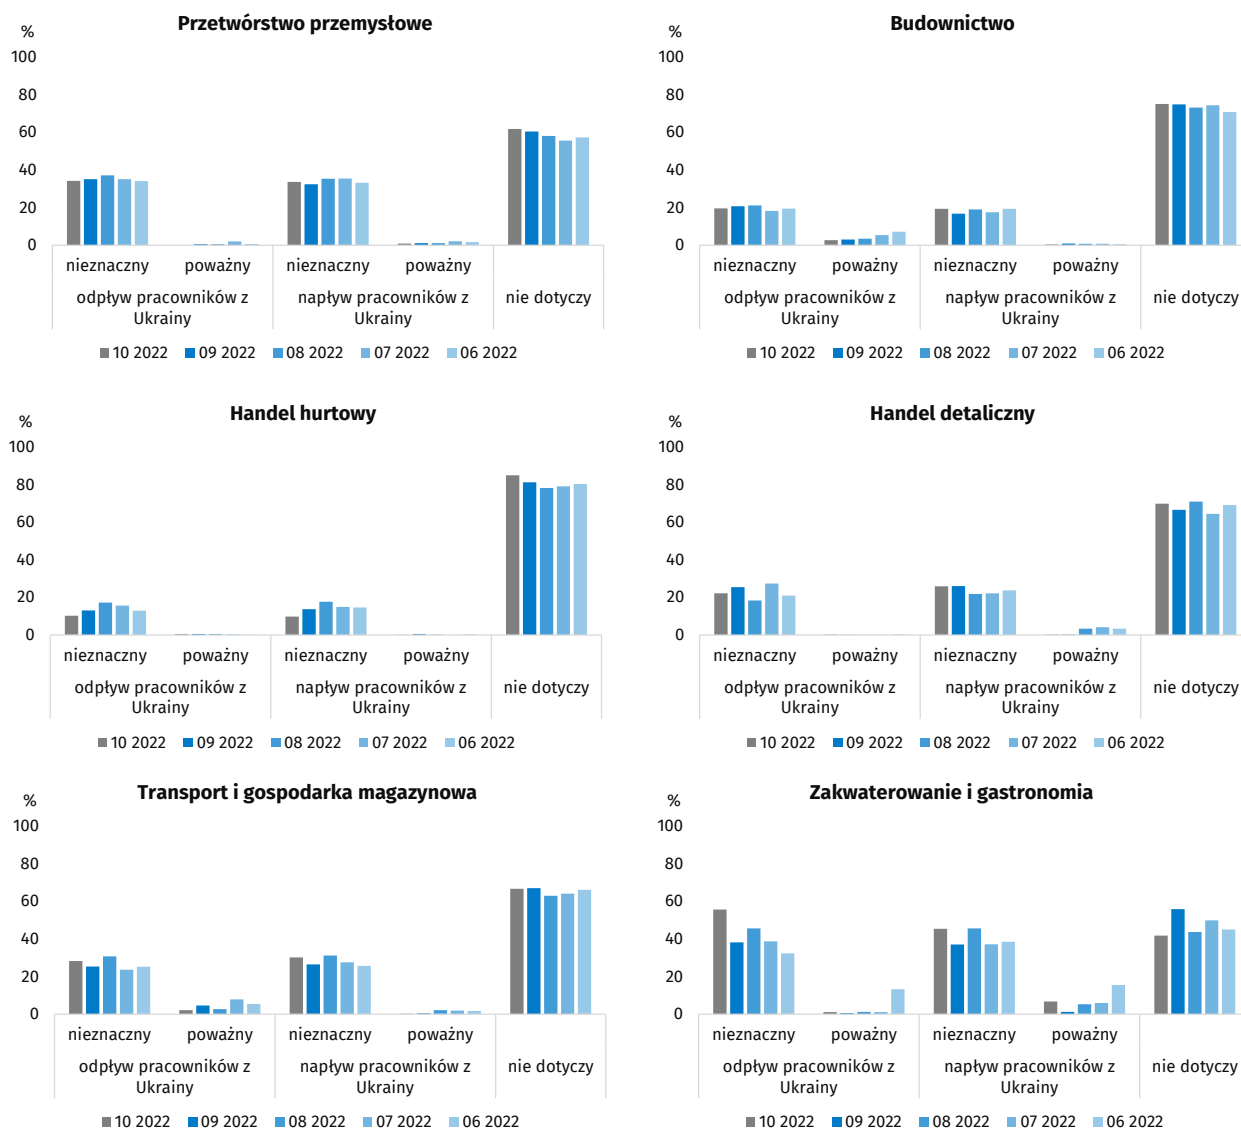 Przetwórstwo przemysłowe
%
100
80
60
40
20
0
nieznaczny poważny nieznaczny poważny
odpływ pracowników z Ukrainy napływ pracowników z Ukrainy nie dotyczy
10 2022 09 2022 08 2022 07 2022 06 2022
Budownictwo
%
100
80
60
40
20
0
nieznaczny poważny nieznaczny poważny
odpływ pracowników z Ukrainy napływ pracowników z Ukrainy nie dotyczy
10 2022 09 2022 08 2022 07 2022 06 2022
Handel hurtowy
%
100
80
60
40
20
0
nieznaczny poważny nieznaczny poważny
odpływ pracowników z Ukrainy napływ pracowników z Ukrainy nie dotyczy
10 2022 09 2022 08 2022 07 2022 06 2022
Handel detaliczny
%
100
80
60
40
20
0
nieznaczny poważny nieznaczny poważny
odpływ pracowników z Ukrainy napływ pracowników z Ukrainy nie dotyczy
10 2022 09 2022 08 2022 07 2022 06 2022
Transport i gospodarka magazynowa
%
100
80
60
40
20
0
nieznaczny poważny nieznaczny poważny
odpływ pracowników z Ukrainy napływ pracowników z Ukrainy nie dotyczy
10 2022 09 2022 08 2022 07 2022 06 2022
Zakwaterowanie i gastronomia
%
100
80
60
40
20
0
nieznaczny poważny nieznaczny poważny
odpływ pracowników z Ukrainy napływ pracowników z Ukrainy nie dotyczy
10 2022 09 2022 08 2022 07 2022 06 2022